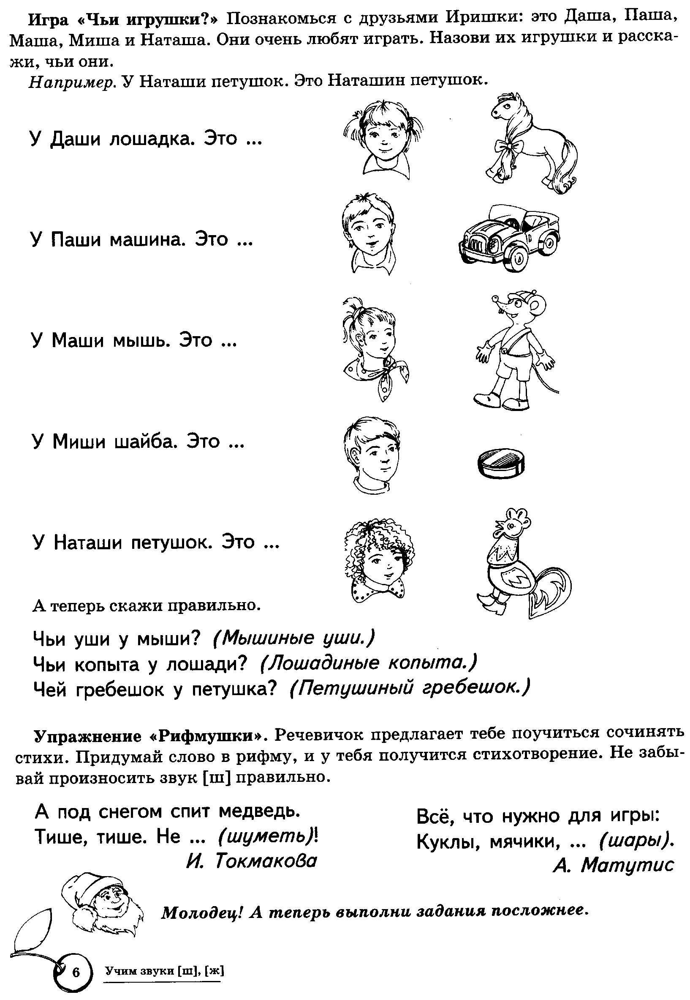 Игра «Чьи игрушки?» Познакомься с друзьями Иришки: это Даша, Паша,
Маша, Миша и Наташа. Они очень любят играть. Назови их игрушки и расска-
жи, чьи они.
Например. У Наташи петушок. Это Наташин петушок.
У Даши лошадка. Это ...
У Паши машина. Это ...
У Маши мышь. Это ...
У Миши шайба. Это ...
У Наташи петушок. Это ...
А теперь скажи правильно.
Чьи уши у мыши? (Мышиные уши.)
Чьи копыта у лошади? (Лошадиные копыта.)
Чей гребешок у петушка? (Петушиный гребешок.)
Упражнение «Рифмушки». Речевичок предлагает тебе поучиться сочинять
стихи. Придумай слово в рифму, и у тебя получится стихотворение. Не забы-
вай произносить звук [ш] правильно.
А под снегом спит медведь.
Тише, тише. Не ... (шуметь)!
И. Токмакова
Всё, что нужно для игры:
Куклы, мячики, ... (шары).
А. Матутис
Молодец! А теперь выполни задания посложнее.
6
Учим звуки [ш], [ж]